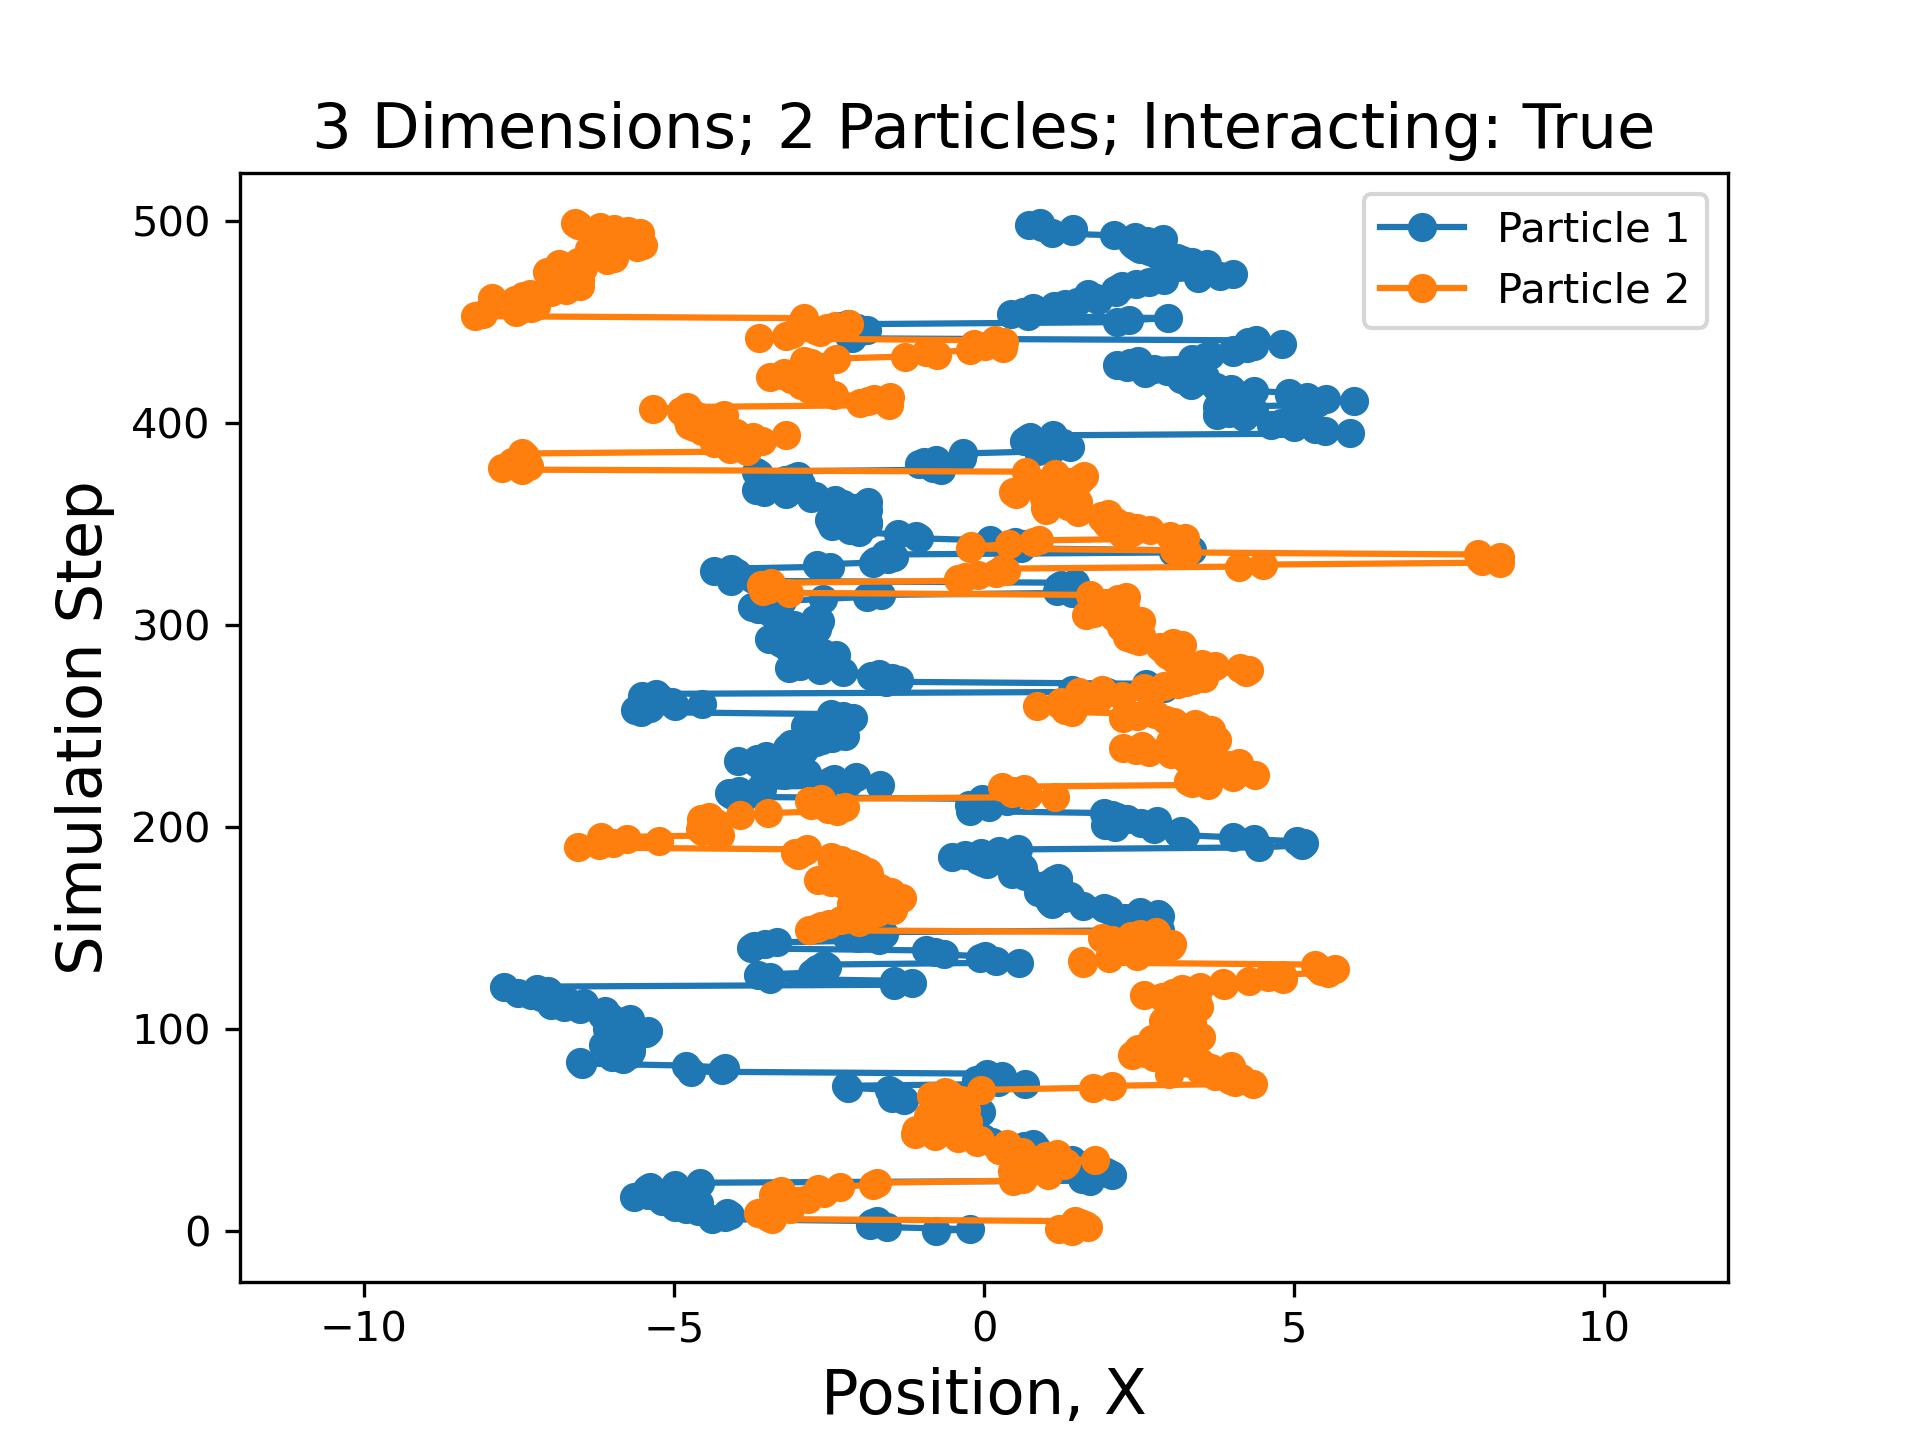 3 Dimensions; 2 Particles; Interacting: True
Particle 1
Particle 2
500
400
300
200
100
0
Simulation Step
−10
−5
0
5
10
Position, X